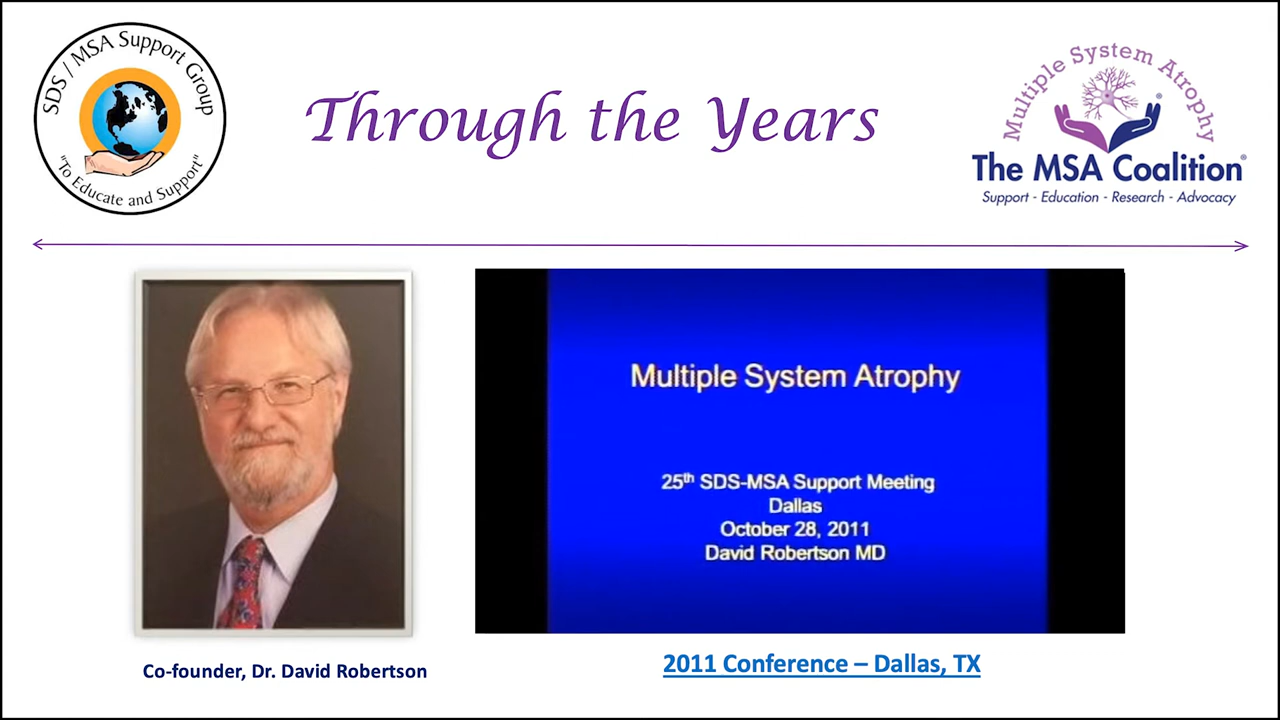 SDS / MSA Support Group
"To Educate and Support"
Through the Years
Multiple System Atrophy
®
The MSA Coalition®
Support - Education - Research - Advocacy
Multiple System Atrophy
25th SDS-MSA Support Meeting
Dallas
October 28, 2011
David Robertson MD
Co-founder, Dr. David Robertson
2011 Conference – Dallas, TX